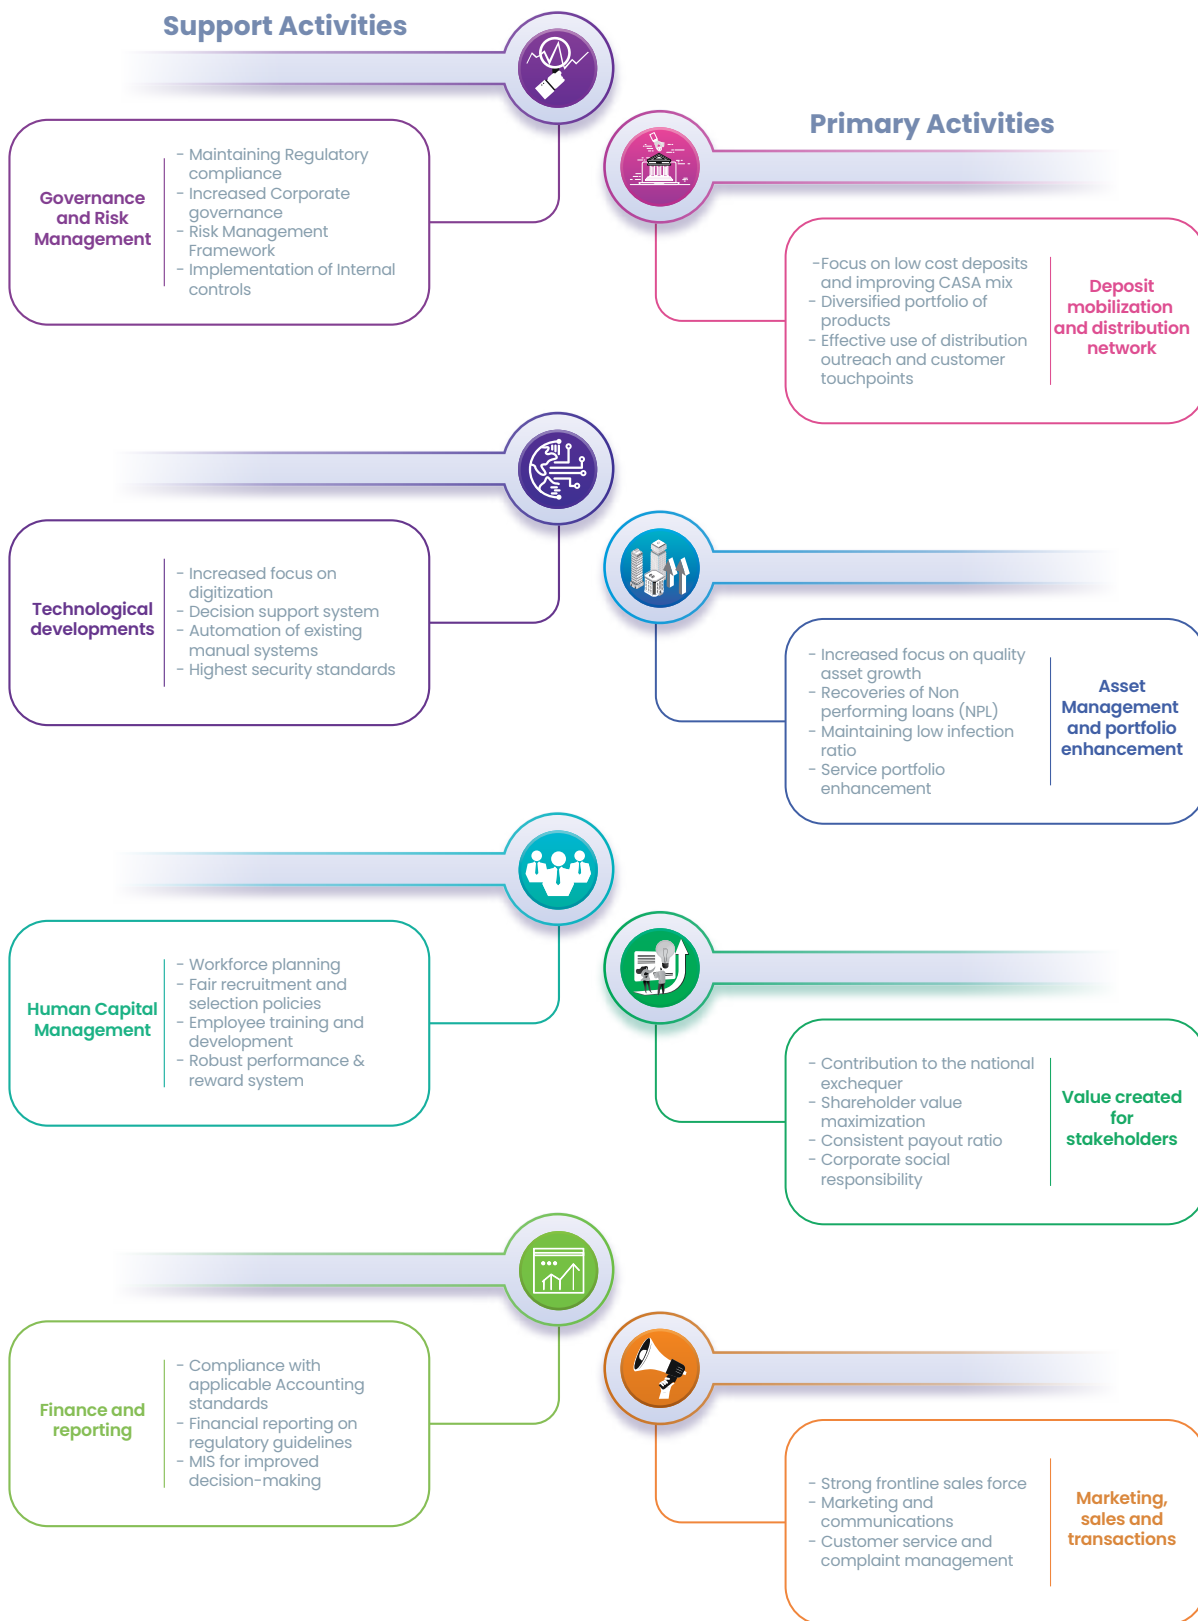 Support Activities
Governance
and Risk
Management
- Maintaining Regulatory
compliance
- Increased Corporate
governance
- Risk Management
Framework
- Implementation of Internal
controls
Primary Activities
-Focus on low cost deposits
and improving CASA mix
- Diversified portfolio of
products
- Effective use of distribution
outreach and customer
touchpoints
Deposit
mobilization
and distribution
network
Technological
developments
- Increased focus on
digitization
- Decision support system
- Automation of existing
manual systems
- Highest security standards
- Increased focus on quality
asset growth
- Recoveries of Non
performing loans (NPL)
- Maintaining low infection
ratio
- Service portfolio
enhancement
Asset
Management
and portfolio
enhancement
Human Capital
Management
- Workforce planning
- Fair recruitment and
selection policies
- Employee training and
development
- Robust performance &
reward system
- Contribution to the national
exchequer
- Shareholder value
maximization
- Consistent payout ratio
- Corporate social
responsibility
Value created
for
stakeholders
Finance and
reporting
- Compliance with
applicable Accounting
standards
- Financial reporting on
regulatory guidelines
- MIS for improved
decision-making
- Strong frontline sales force
- Marketing and
communications
- Customer service and
complaint management
Marketing,
sales and
transactions